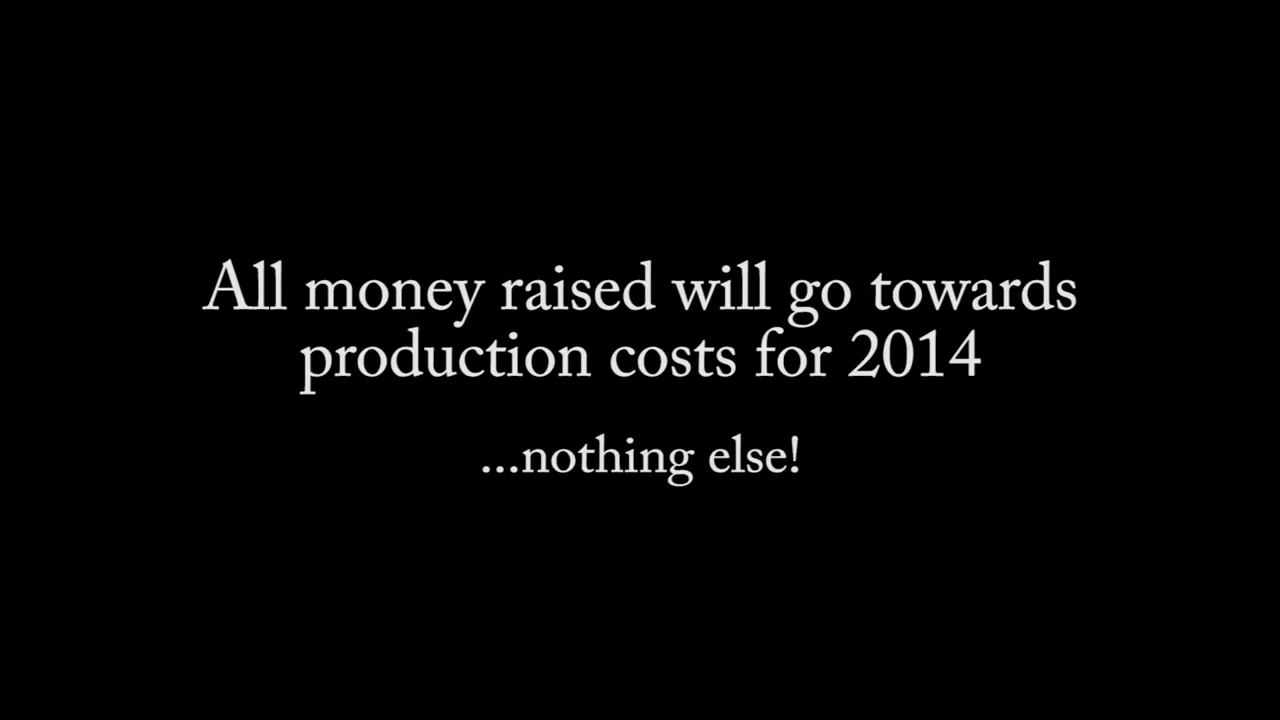 All money raised will go towards
production costs for 2014
...nothing else!